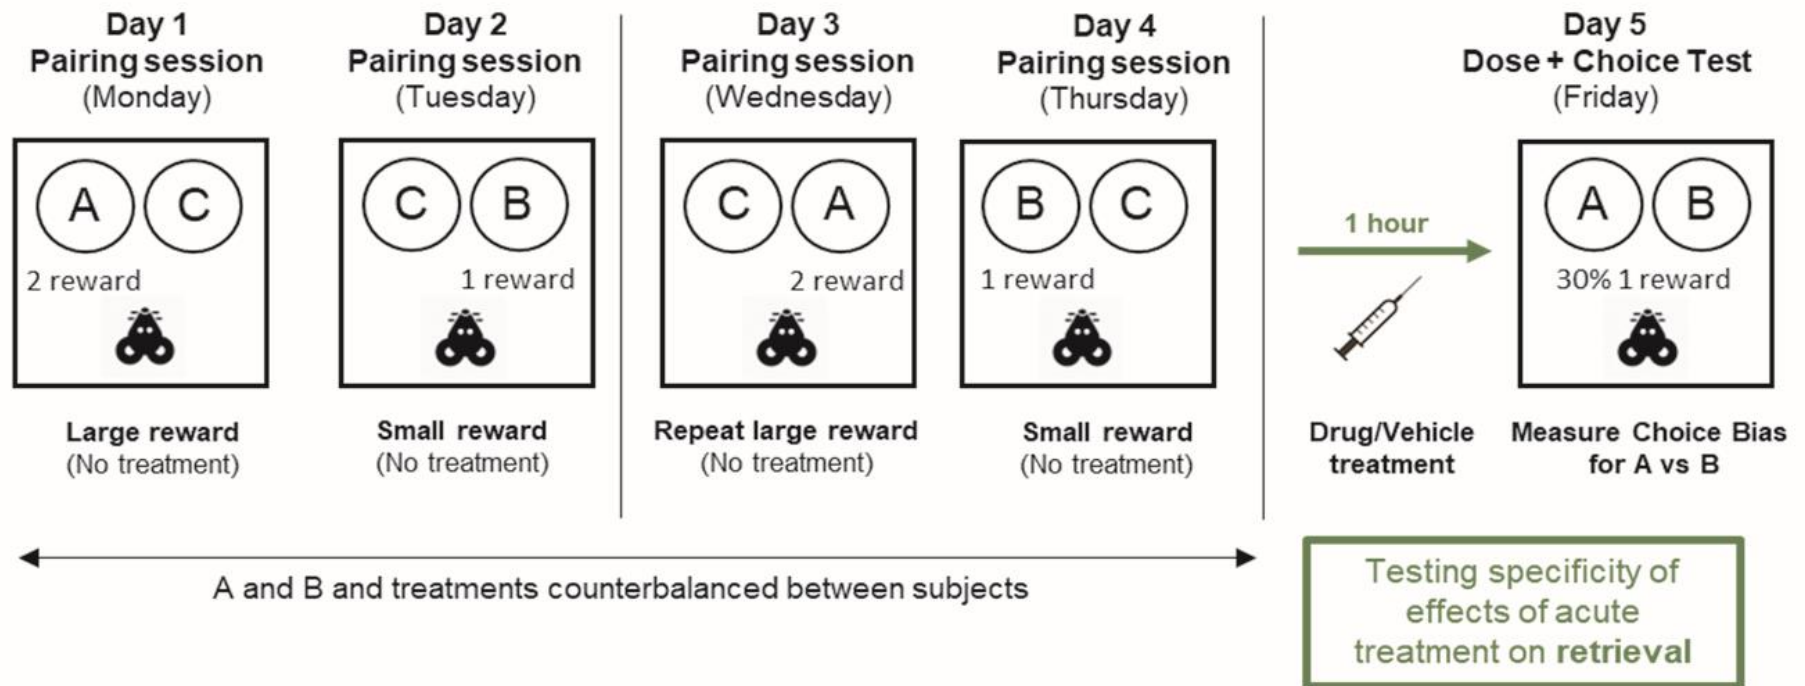 Day 1
Pairing session
(Monday)
A C
2 reward
Large reward
(No treatment)
Day 2
Pairing session
(Tuesday)
C B
1 reward
Small reward
(No treatment)
Day 3
Pairing session
(Wednesday)
C A
2 reward
Repeat large reward
(No treatment)
Day 4
Pairing session
(Thursday)
B C
1 reward
Small reward
(No treatment)
1 hour
Drug/Vehicle
treatment
Day 5
Dose + Choice Test
(Friday)
A B
30% 1 reward
Measure Choice Bias
for A vs B
A and B and treatments counterbalanced between subjects
Testing specificity of
effects of acute
treatment on retrieval